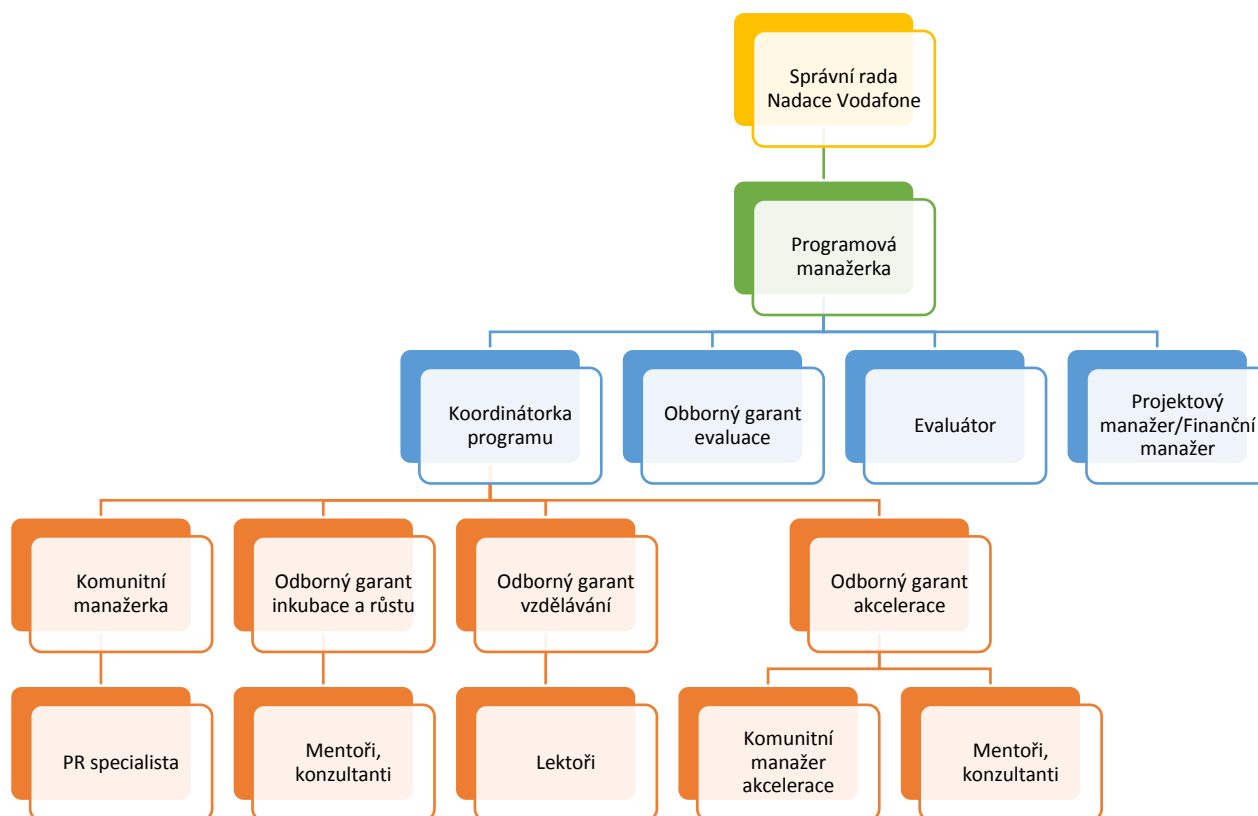 Správní rada
Nadace Vodafone
Programová
manažerka
Koordinátorka
programu
Obborný garant
evaluace
Evaluátor
Projektový
manažer/Finanční
manažer
Komunitní
manažerka
Odborný garant
inkubace a růstu
Odborný garant
vzdělávání
Odborný garant
akcelerace
PR specialista
Mentoři,
konzultanti
Lektoři
Komunitní
manažer
akcelerace
Mentoři,
konzultanti